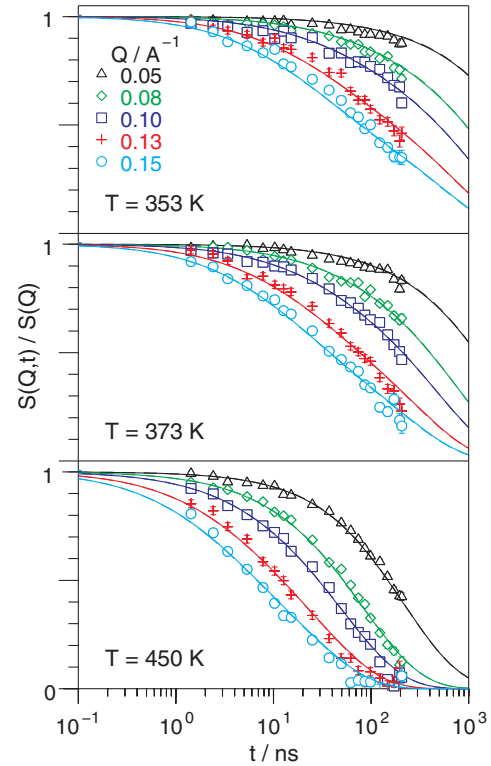 1
Q / A⁻¹
0.05
0.08
0.10
0.13
0.15
T = 353 K
1
S(Q,t) / S(Q)
T = 373 K
1
T = 450 K
0
10⁻¹ 10⁰ 10¹ 10² 10³
t / ns